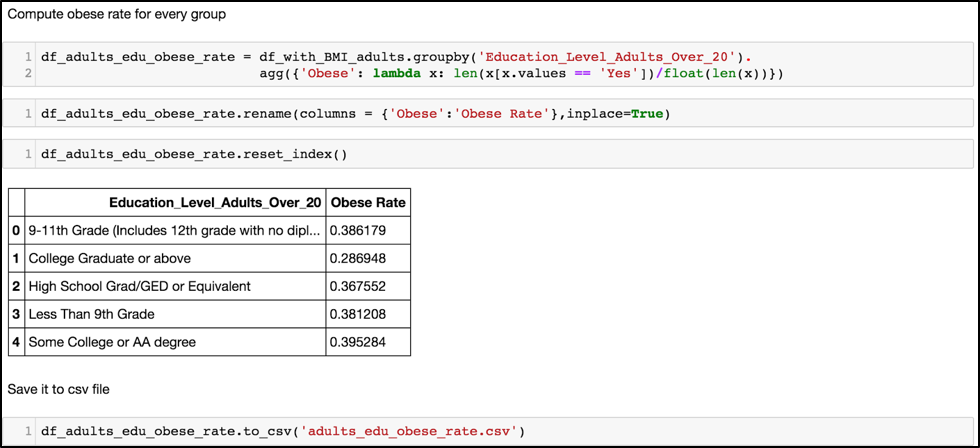 Compute obese rate for every group
1 df_adults_edu_obese_rate = df_with_BMI_adults.groupby('Education_Level_Adults_Over_20').
2 agg({'Obese': lambda x: len(x[x.values == 'Yes'])/float(len(x))})
1 df_adults_edu_obese_rate.rename(columns = {'Obese':'Obese Rate'},inplace=True)
1 df_adults_edu_obese_rate.reset_index()
Education_Level_Adults_Over_20 Obese Rate
0 9-11th Grade (Includes 12th grade with no dipl... 0.386179
1 College Graduate or above 0.286948
2 High School Grad/GED or Equivalent 0.367552
3 Less Than 9th Grade 0.381208
4 Some College or AA degree 0.395284
Save it to csv file
1 df_adults_edu_obese_rate.to_csv('adults_edu_obese_rate.csv')